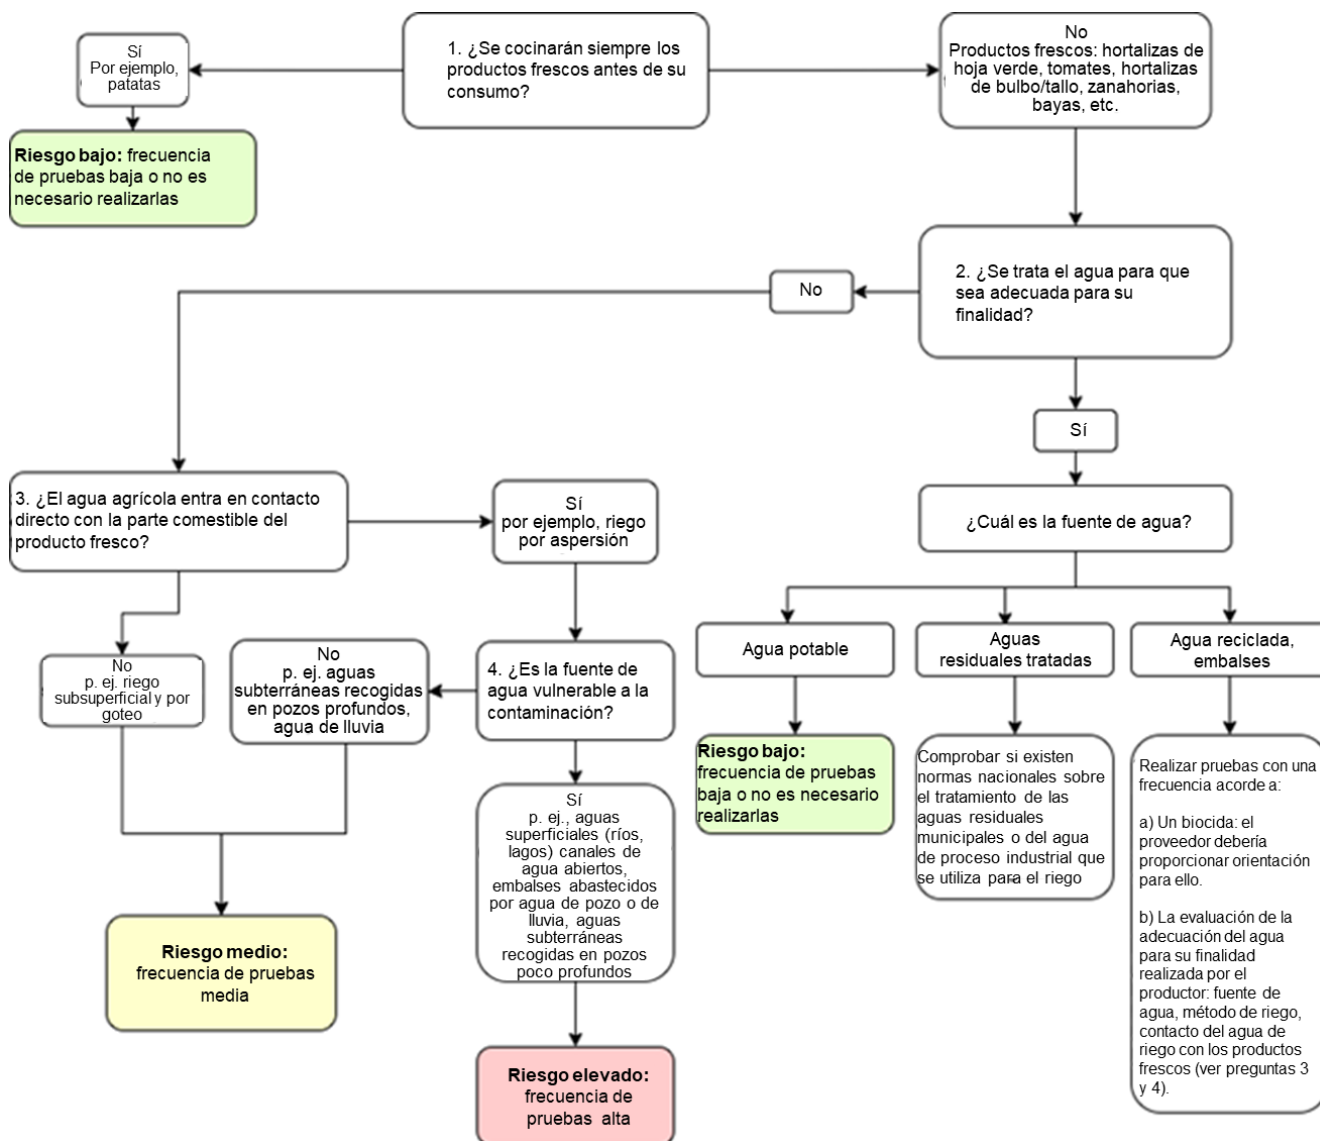 1. ¿Se cocinarán siempre los
productos frescos antes de su
consumo?
Sí
Por ejemplo,
patatas
Riesgo bajo: frecuencia
de pruebas baja o no es
necesario realizarlas
No
Productos frescos: hortalizas de
hoja verde, tomates, hortalizas
de bulbo/tallo, zanahorias,
bayas, etc.
2. ¿Se trata el agua para que
sea adecuada para su
finalidad?
No
Sí
3. ¿El agua agrícola entra en contacto
directo con la parte comestible del
producto fresco?
Sí
por ejemplo, riego
por aspersión
¿Cuál es la fuente de agua?
No
p. ej. riego
subsuperficial y por
goteo
No
p. ej. aguas
subterráneas recogidas
en pozos profundos,
agua de lluvia
4. ¿Es la fuente de
agua vulnerable a la
contaminación?
Agua potable
Aguas
residuales tratadas
Agua reciclada,
embalses
Riesgo bajo:
frecuencia de pruebas
baja o no es necesario
realizarlas
Comprobar si existen
normas nacionales sobre
el tratamiento de las
aguas residuales
municipales o del agua
de proceso industrial que
se utiliza para el riego
Realizar pruebas con una
frecuencia acorde a:
a) Un biocida: el
proveedor debería
proporcionar orientación
para ello.
b) La evaluación de la
adecuación del agua
para su finalidad
realizada por el
productor: fuente de
agua, método de riego,
contacto del agua de
riego con los productos
frescos (ver preguntas 3
y 4).
Sí
p. ej., aguas
superficiales (ríos,
lagos) canales de
agua abiertos,
embalses abastecidos
por agua de pozo o de
lluvia, aguas
subterráneas
recogidas en pozos
poco profundos
Riesgo medio:
frecuencia de pruebas
media
Riesgo elevado:
frecuencia de
pruebas alta